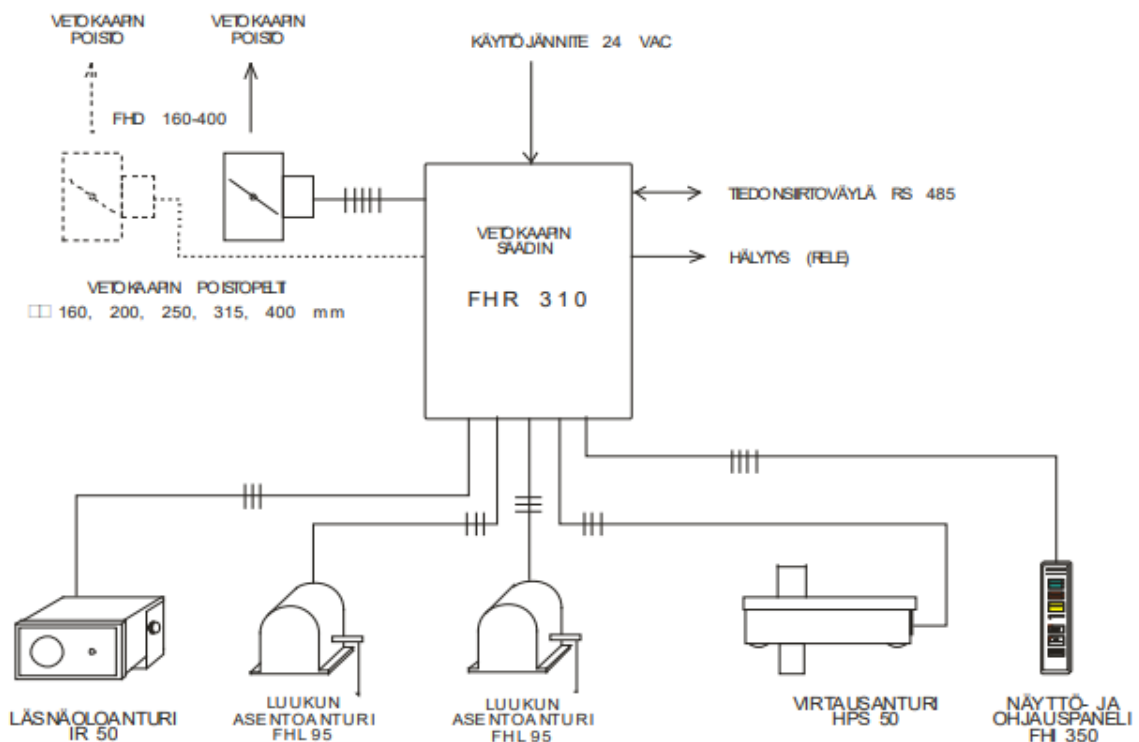 VETOKAAPIN
POISTO
VETOKAAPIN
POISTO
KÄYTTÖJÄNNITE 24 VAC
FHD 160-400
TIEDONSIIRTOVÄYLÄ RS 485
VETOKAAPIN
SÄÄDIN
HÄLYTYS (RELE)
FHR 310
VETOKAAPIN POISTOPELTI
□□ 160, 200, 250, 315, 400 mm
LÄSNÄOLOANTURI
IR 50
LUUKUN
ASENTOANTURI
FHL 95
LUUKUN
ASENTOANTURI
FHL 95
VIRTAUSANTURI
HPS 50
NÄYTTÖ- JA
OHJAUSPANELI
FHI 350